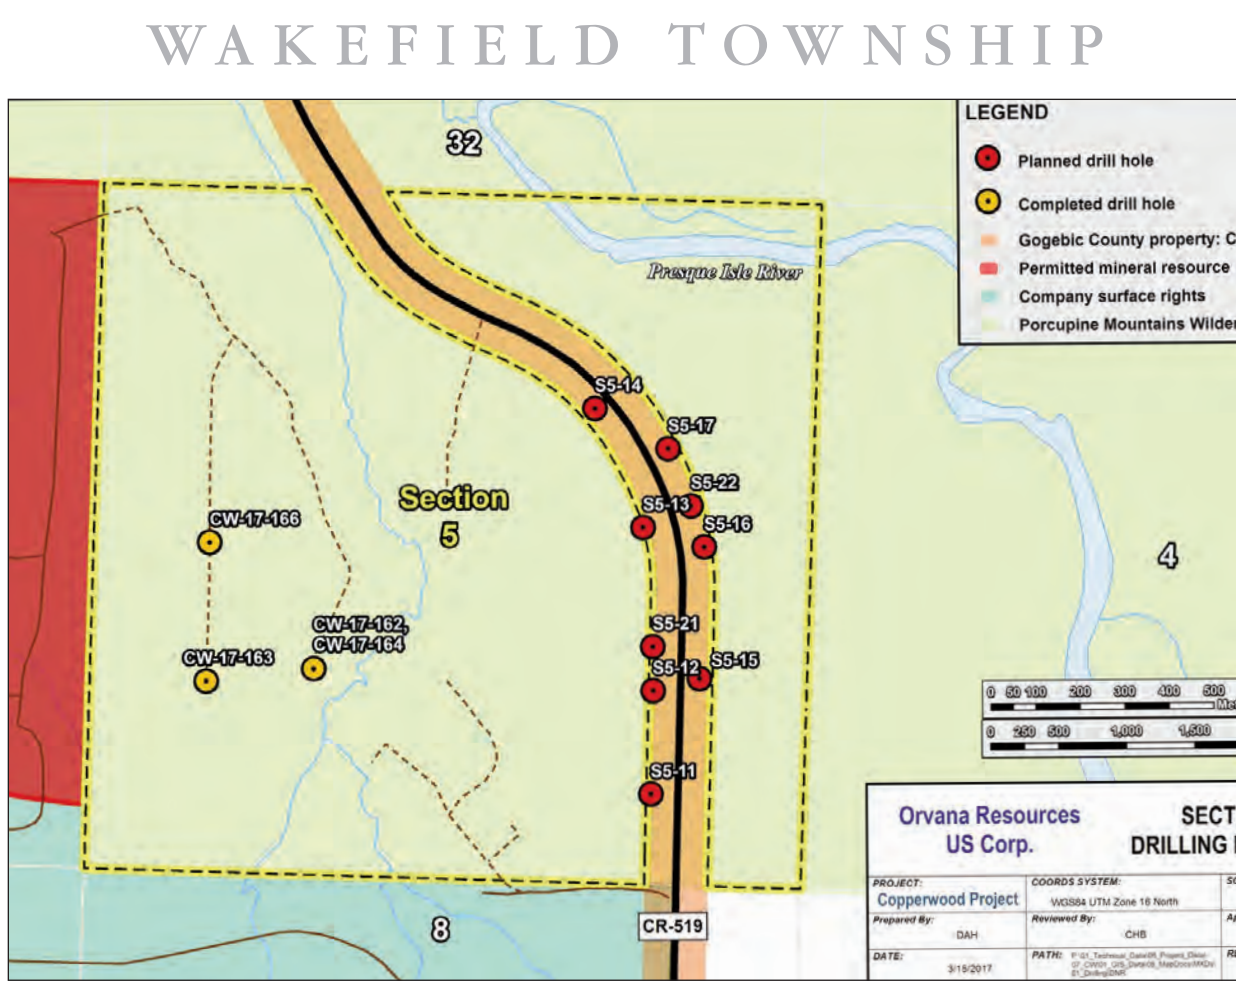 WAKEFIELD TOWNSHIP
32
Presque Isle River
LEGEND
Planned drill hole
Completed drill hole
Gogebic County property: C
Permitted mineral resource
Company surface rights
Porcupine Mountains Wilder
S5-14
S5-17
S5-22
S5-13
S5-16
Section
5
4
CW-17-166
CW-17-162,
CW-17-164
CW-17-163
S5-21
S5-12
S5-15
S5-11
0 50 100 200 300 400 500
Met
0 250 500 1,000 1,500
8
CR-519
Orvana Resources
US Corp.
SECT
DRILLING
PROJECT:
Copperwood Project
COORDS SYSTEM:
WGS84 UTM Zone 16 North
Prepared By:
DAH
Reviewed By:
CHB
DATE:
3/15/2017
PATH: